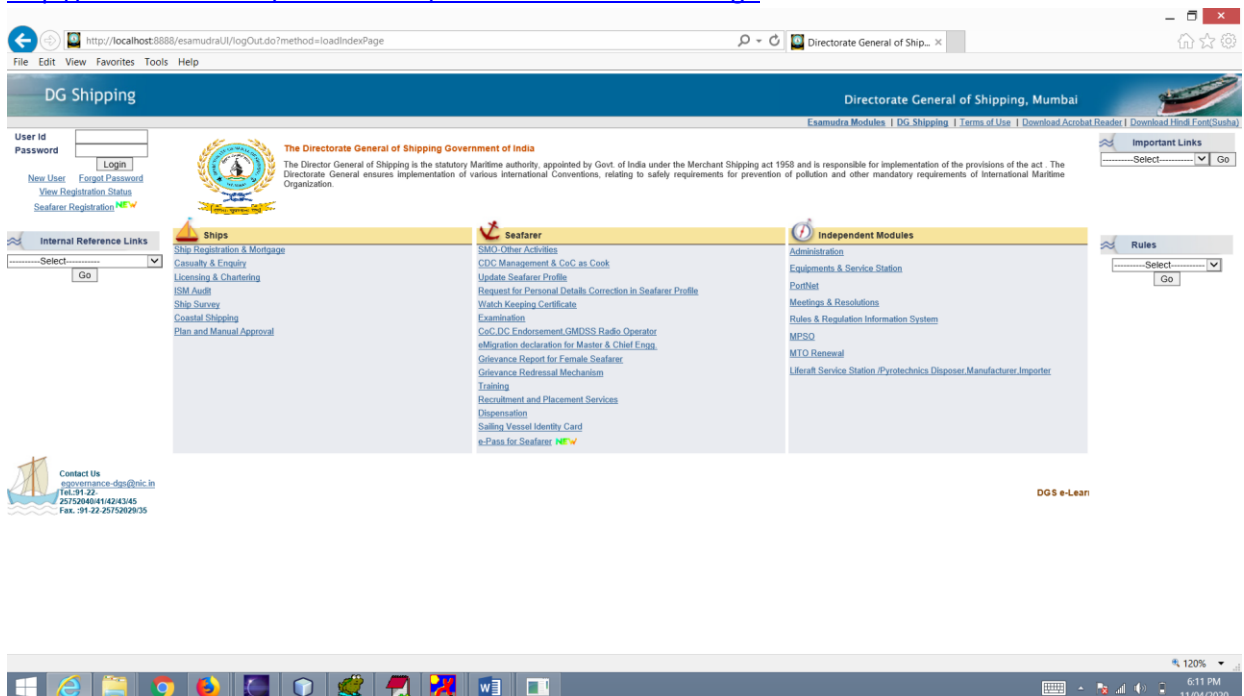 http://localhost:8888/esamudraUI/logOut.do?method=loadIndexPage
Directorate General of Ship...
File Edit View Favorites Tools Help
DG Shipping
Directorate General of Shipping, Mumbai
Esamudra Modules | DG Shipping | Terms of Use | Download Acrobat Reader | Download Hindi Font(Susha)
User Id
Password
Login
New User Forgot Password
View Registration Status
Seafarer Registration NEW
The Directorate General of Shipping Government of India
The Director General of Shipping is the statutory Maritime authority, appointed by Govt. of India under the Merchant Shipping act 1958 and is responsible for implementation of the provisions of the act . The
Directorate General ensures implementation of various international Conventions, relating to safely requirements for prevention of pollution and other mandatory requirements of International Maritime
Organization.
Important Links
----------Select---------- Go
Internal Reference Links
----------Select----------
Go
Ships
Ship Registration & Mortgage
Casualty & Enquiry
Licensing & Chartering
ISM Audit
Ship Survey
Coastal Shipping
Plan and Manual Approval
Seafarer
SMO-Other Activities
CDC Management & CoC as Cook
Update Seafarer Profile
Request for Personal Details Correction in Seafarer Profile
Watch Keeping Certificate
Examination
CoC,DC Endorsement,GMDSS Radio Operator
eMigration declaration for Master & Chief Engg.
Grievance Report for Female Seafarer
Grievance Redressal Mechanism
Training
Recruitment and Placement Services
Dispensation
Sailing Vessel Identity Card
e-Pass for Seafarer NEW
Independent Modules
Administration
Equipments & Service Station
PortNet
Meetings & Resolutions
Rules & Regulation Information System
MPSO
MTO Renewal
Liferaft Service Station /Pyrotechnics Disposer,Manufacturer,Importer
Rules
----------Select----------
Go
Contact Us
egovernance-dgs@nic.in
Tel.:91-22-
25752040/41/42/43/45
Fax. :91-22-25752029/35
DGS e-Learn
120%
6:11 PM
11/04/2020